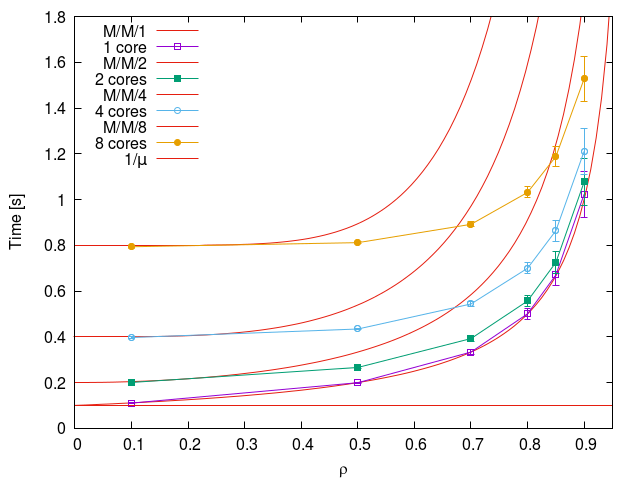 1.8
1.6
1.4
1.2
1
0.8
0.6
0.4
0.2
0
Time [s]
M/M/1
1 core
M/M/2
2 cores
M/M/4
4 cores
M/M/8
8 cores
1/μ
0 0.1 0.2 0.3 0.4 0.5 0.6 0.7 0.8 0.9
ρ